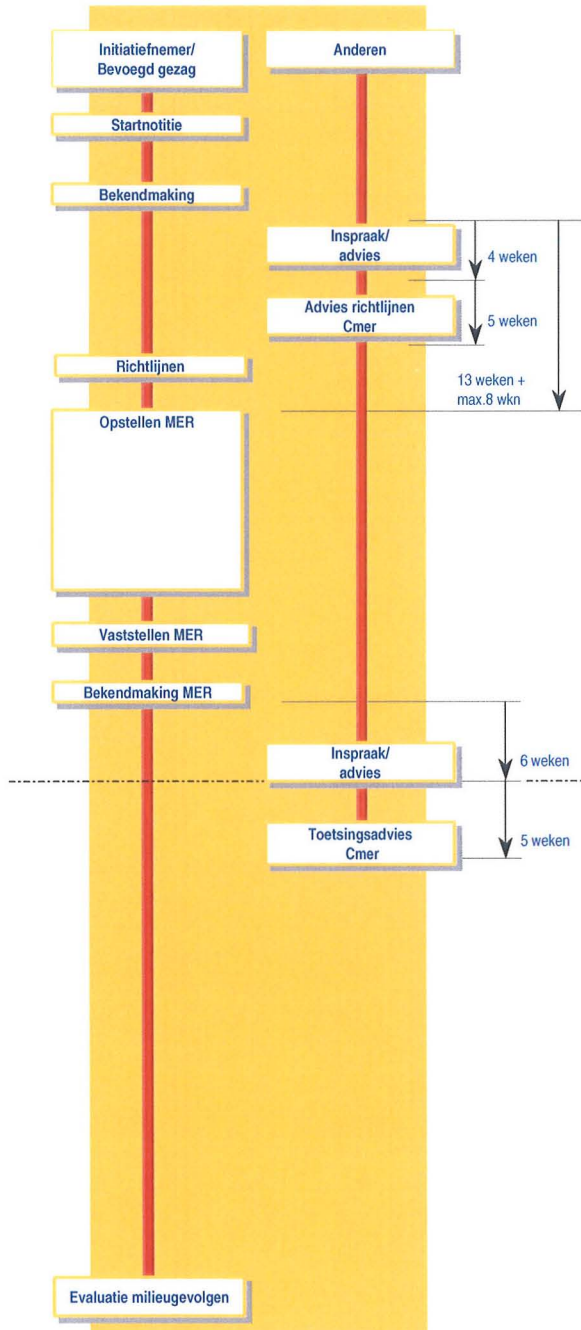 Initiatiefnemer/
Bevoegd gezag
Anderen
Startnotitie
Bekendmaking
Inspraak/
advies
4 weken
Advies richtlijnen
Cmer
5 weken
Richtlijnen
13 weken +
max.8 wkn
Opstellen MER
Vaststellen MER
Bekendmaking MER
Inspraak/
advies
6 weken
Toetsingsadvies
Cmer
5 weken
Evaluatie milieugevolgen